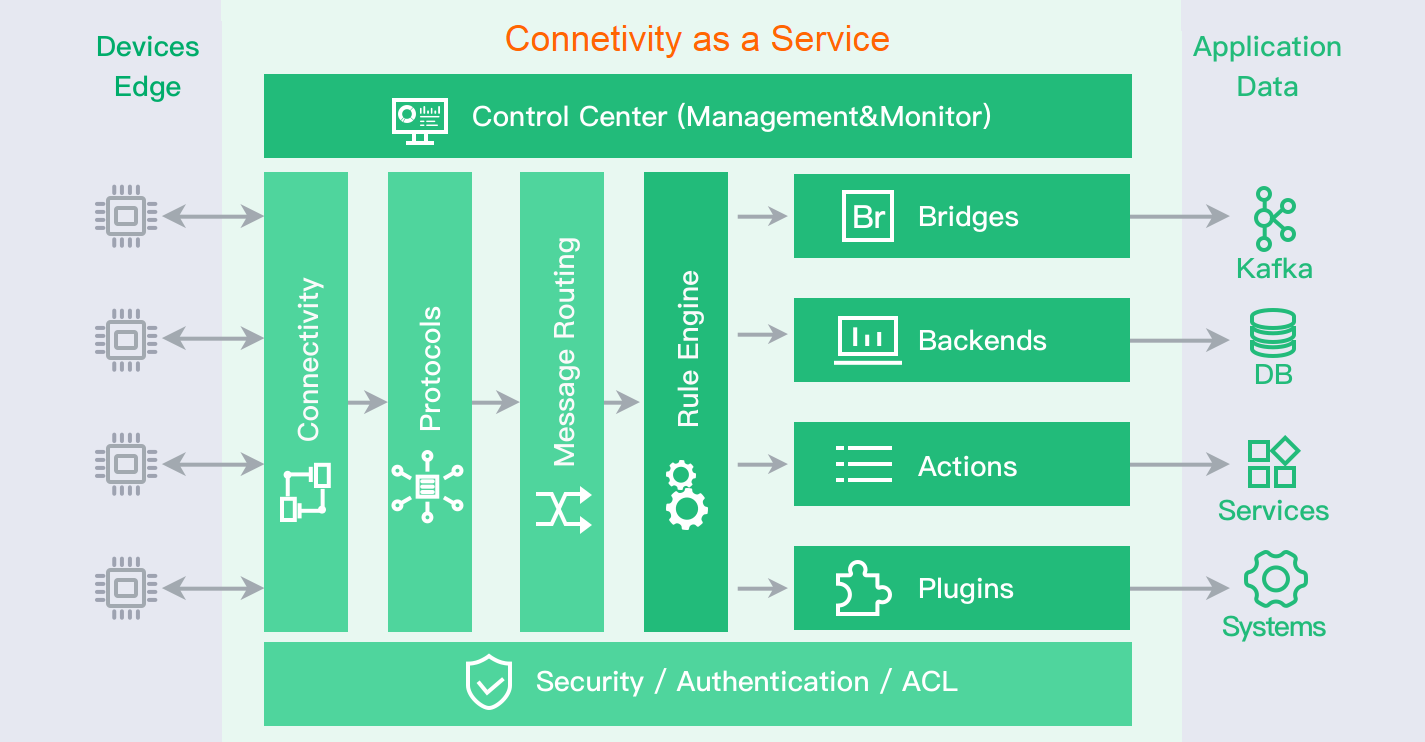 Devices
Edge
Connetivity as a Service
Application
Data
Control Center (Management&Monitor)
Connectivity
Protocols
Message Routing
Rule Engine
Br
Bridges
Backends
Actions
Plugins
Kafka
DB
Services
Systems
Security / Authentication / ACL